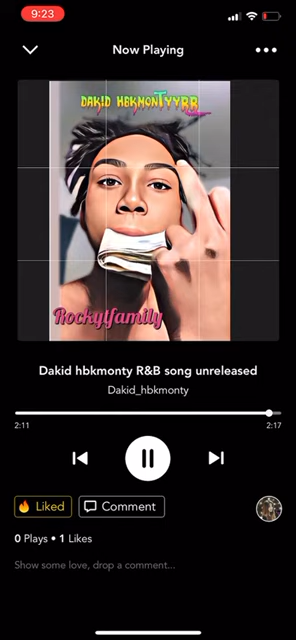 9:23
Now Playing
DAKID HBKMONTYYRB
Rockytfamily
Dakid hbkmonty R&B song unreleased
Dakid_hbkmonty
2:11
2:17
Liked
Comment
0 Plays • 1 Likes
Show some love, drop a comment...